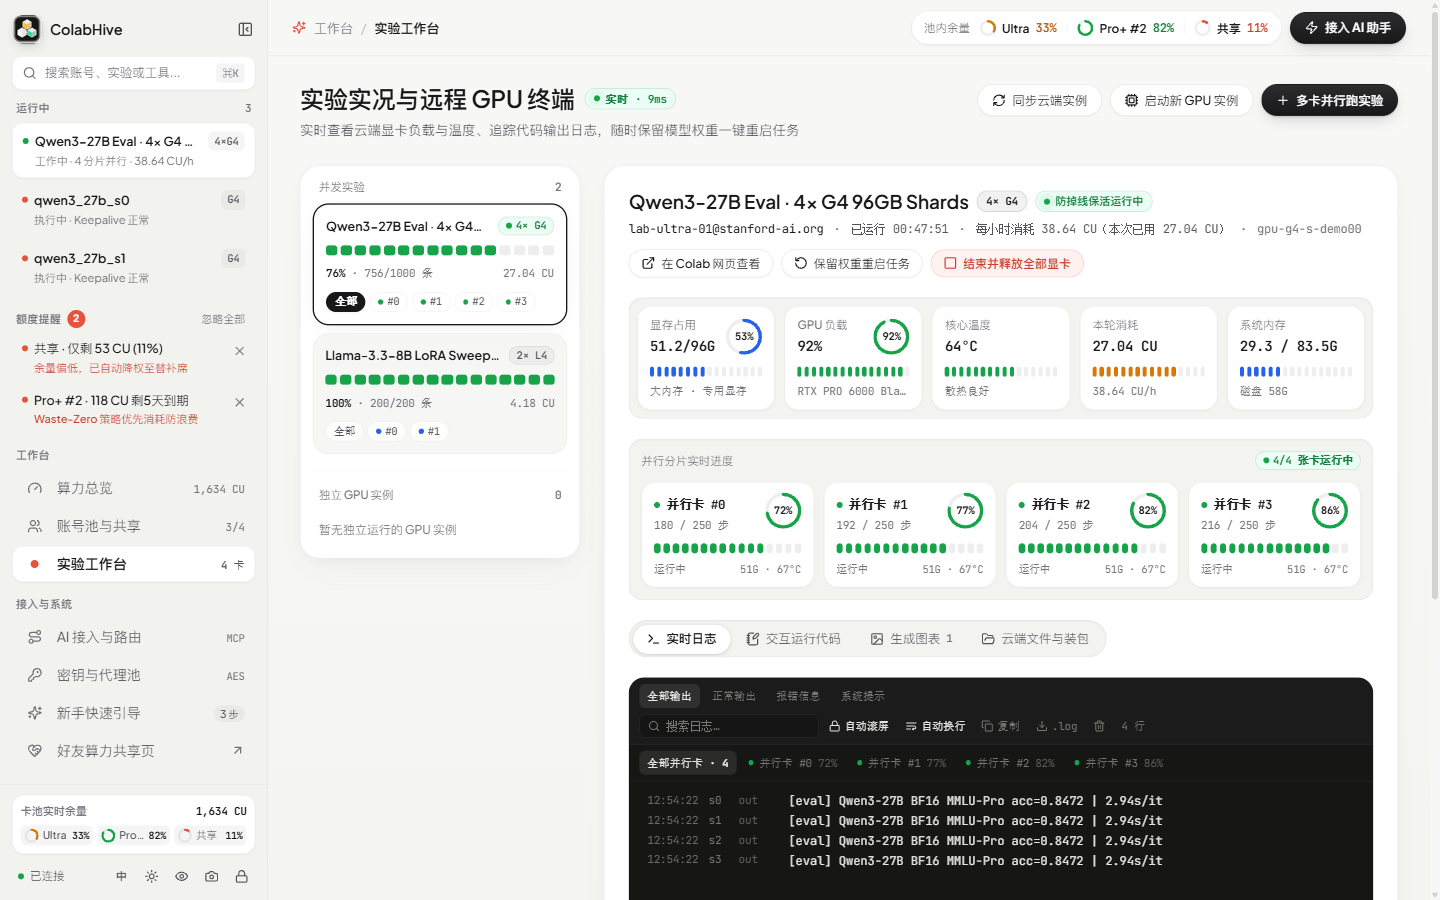 ColabHive
搜索账号、实验或工具... ⌘K
运行中 3
Qwen3-27B Eval · 4× G4 ... 4×G4
工作中 · 4 分片并行 · 38.64 CU/h
qwen3_27b_s0 G4
执行中 · Keepalive 正常
qwen3_27b_s1 G4
执行中 · Keepalive 正常
额度提醒 2 忽略全部
共享 · 仅剩 53 CU (11%)
余量偏低，已自动降权至替补席
Pro+ #2 · 118 CU 剩5天到期
Waste-Zero 策略优先消耗防浪费
工作台
算力总览 1,634 CU
账号池与共享 3/4
实验工作台 4 卡
接入与系统
AI 接入与路由 MCP
密钥与代理池 AES
新手快速引导 3 步
好友算力共享页
卡池实时余量 1,634 CU
Ultra 33% Pro... 82% 共享 11%
已连接 中
工作台 / 实验工作台
池内余量 Ultra 33% Pro+ #2 82% 共享 11%
接入 AI 助手
实验实况与远程 GPU 终端 实时 · 9ms
实时查看云端显卡负载与温度、追踪代码输出日志，随时保留模型权重一键重启任务
同步云端实例 启动新 GPU 实例 多卡并行跑实验
并发实验 2
Qwen3-27B Eval · 4× G4... 4× G4
76% · 756/1000 条 27.04 CU
全部 #0 #1 #2 #3
Llama-3.3-8B LoRA Sweep... 2× L4
100% · 200/200 条 4.18 CU
全部 #0 #1
独立 GPU 实例 0
暂无独立运行的 GPU 实例
Qwen3-27B Eval · 4× G4 96GB Shards 4× G4 防掉线保活运行中
lab-ultra-01@stanford-ai.org · 已运行 00:47:51 · 每小时消耗 38.64 CU（本次已用 27.04 CU） · gpu-g4-s-demo00
在 Colab 网页查看 保留权重重启任务 结束并释放全部显卡
显存占用 51.2/96G 53% 大内存 · 专用显存
GPU 负载 92% 92% RTX PRO 6000 Bla…
核心温度 64°C 散热良好
本轮消耗 27.04 CU 38.64 CU/h
系统内存 29.3 / 83.5G 磁盘 58G
并行分片实时进度 4/4 张卡运行中
并行卡 #0 180 / 250 步 72% 运行中 51G · 67°C
并行卡 #1 192 / 250 步 77% 运行中 51G · 67°C
并行卡 #2 204 / 250 步 82% 运行中 51G · 67°C
并行卡 #3 216 / 250 步 86% 运行中 51G · 67°C
实时日志 交互运行代码 生成图表 1 云端文件与装包
全部输出 正常输出 报错信息 系统提示
搜索日志… 自动滚屏 自动换行 复制 .log 4 行
全部并行卡 · 4 并行卡 #0 72% 并行卡 #1 77% 并行卡 #2 82% 并行卡 #3 86%
12:54:22 s0 out [eval] Qwen3-27B BF16 MMLU-Pro acc=0.8472 | 2.94s/it
12:54:22 s1 out [eval] Qwen3-27B BF16 MMLU-Pro acc=0.8472 | 2.94s/it
12:54:22 s2 out [eval] Qwen3-27B BF16 MMLU-Pro acc=0.8472 | 2.94s/it
12:54:22 s3 out [eval] Qwen3-27B BF16 MMLU-Pro acc=0.8472 | 2.94s/it